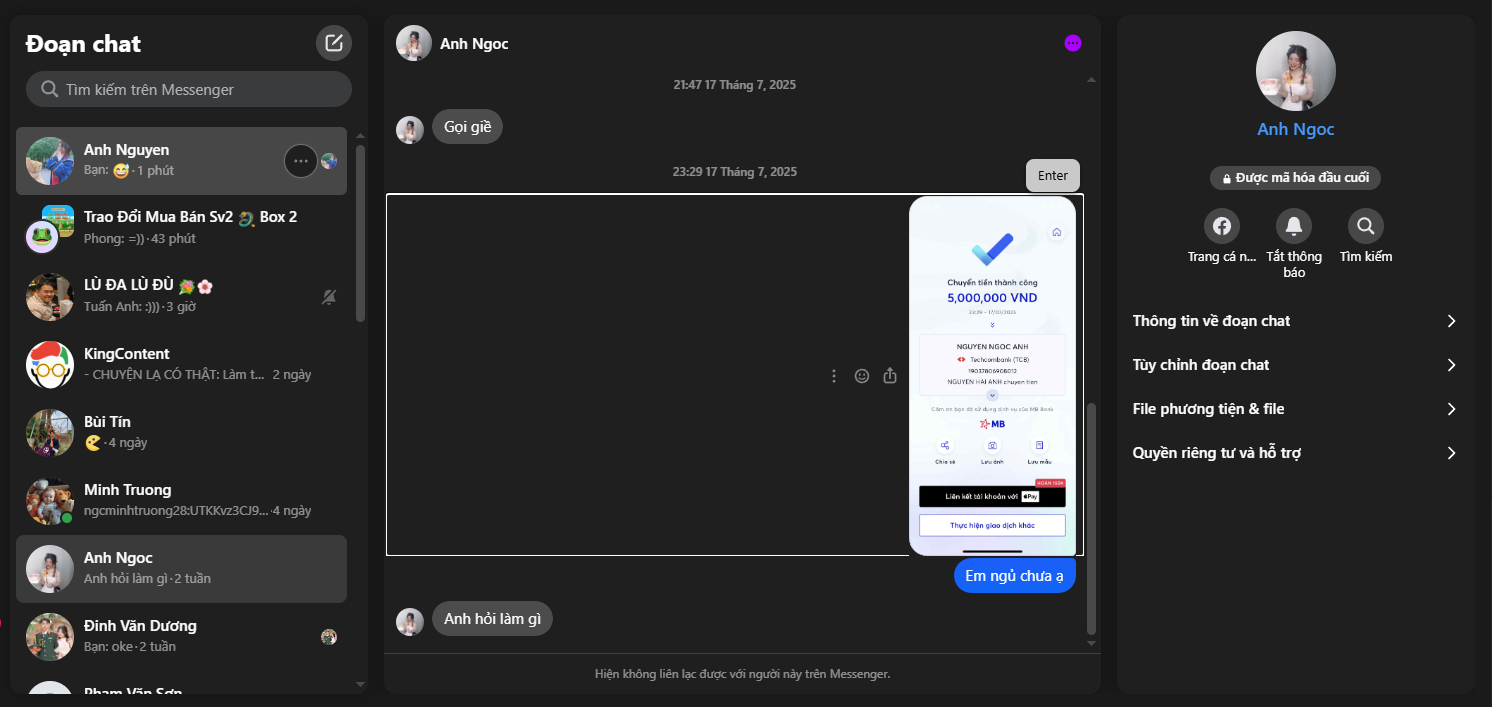 Đoạn chat
Tìm kiếm trên Messenger
Anh Nguyen
Bạn: 😅 · 1 phút
Trao Đổi Mua Bán Sv2 🐉 Box 2
Phong: =)) · 43 phút
LÙ ĐA LÙ ĐÙ 💐🌸
Tuấn Anh: :))) · 3 giờ
KingContent
- CHUYỆN LẠ CÓ THẬT: Làm t... 2 ngày
Bùi Tín
· 4 ngày
Minh Truong
ngcminhtruong28:UTKKvz3CJ9... · 4 ngày
Anh Ngoc
Anh hỏi làm gì · 2 tuần
Đinh Văn Dương
Bạn: oke · 2 tuần
Phạm Văn Sơn
Anh Ngoc
21:47 17 Tháng 7, 2025
Gọi giề
23:29 17 Tháng 7, 2025
Enter
Chuyển tiền thành công
5,000,000 VND
23:29 - 17/07/2025
NGUYEN NGOC ANH
Techcombank (TCB)
19037806908012
NGUYEN HAI ANH chuyen tien
Cảm ơn bạn đã sử dụng dịch vụ của MB Bank
MB
Chia sẻ
Lưu ảnh
Lưu mẫu
HOÀN 150K
Liên kết tài khoản với Pay
Thực hiện giao dịch khác
Em ngủ chưa ạ
Anh hỏi làm gì
Hiện không liên lạc được với người này trên Messenger.
Anh Ngoc
Được mã hóa đầu cuối
Trang cá n...
Tắt thông báo
Tìm kiếm
Thông tin về đoạn chat
Tùy chỉnh đoạn chat
File phương tiện & file
Quyền riêng tư và hỗ trợ